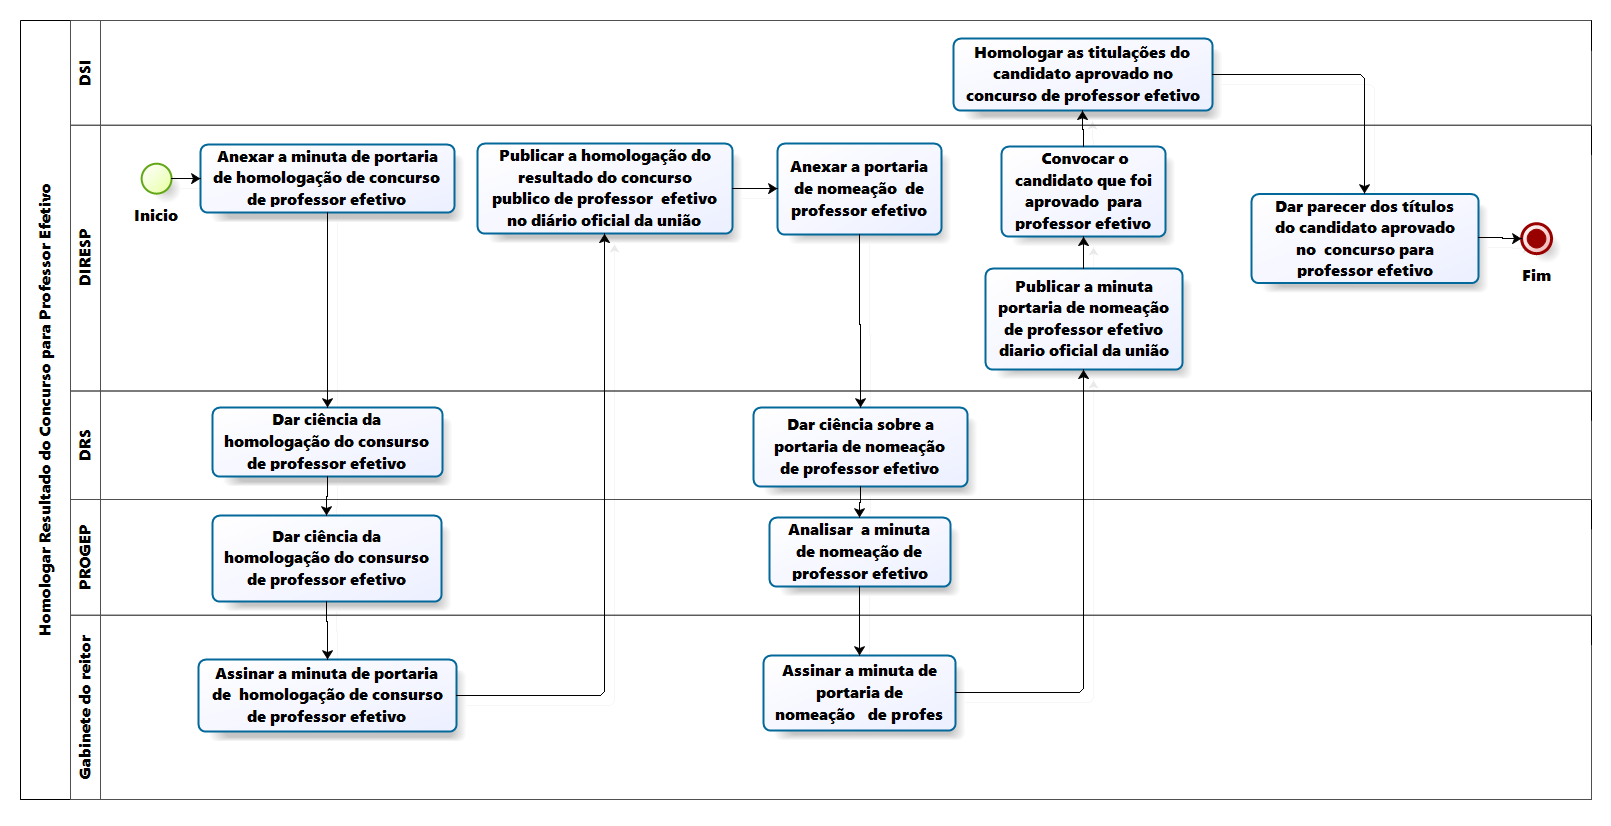 Homologar Resultado do Concurso para Professor Efetivo
DSI
Homologar as titulações do
candidato aprovado no
concurso de professor efetivo
DIRESP
Inicio
Anexar a minuta de portaria
de homologação de concurso
de professor efetivo
Publicar a homologação do
resultado do concurso
publico de professor efetivo
no diário oficial da união
Anexar a portaria
de nomeação de
professor efetivo
Convocar o
candidato que foi
aprovado para
professor efetivo
Publicar a minuta
portaria de nomeação
de professor efetivo
diario oficial da união
Dar parecer dos títulos
do candidato aprovado
no concurso para
professor efetivo
Fim
DRS
Dar ciência da
homologação do consurso
de professor efetivo
Dar ciência sobre a
portaria de nomeação
de professor efetivo
PROGEP
Dar ciência da
homologação do consurso
de professor efetivo
Analisar a minuta
de nomeação de
professor efetivo
Gabinete do reitor
Assinar a minuta de portaria
de homologação de consurso
de professor efetivo
Assinar a minuta de
portaria de
nomeação de profes